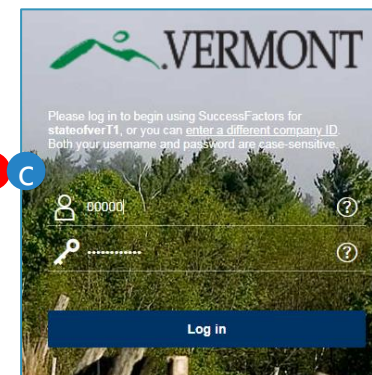 .VERMONT
Please log in to begin using SuccessFactors for
stateofverT1, or you can enter a different company ID.
Both your username and password are case-sensitive.
C
00000
?
············
?
Log in